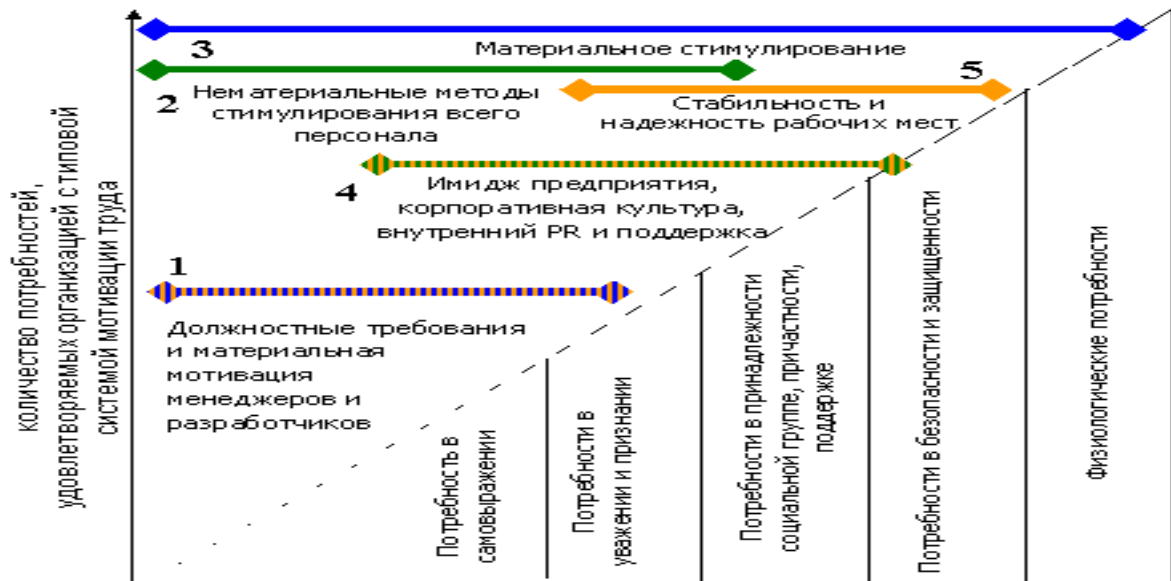 количество потребностей,
удовлетворяемых организацией с типовой
системой мотивации труда
3
Материальное стимулирование
2
Нематериальные методы
стимулирования всего
персонала
5
Стабильность и
надежность рабочих мест
4
Имидж предприятия,
корпоративная культура,
внутренний PR и поддержка
1
Должностные требования
и материальная
мотивация
менеджеров и
разработчиков
Потребность в
самовыражении
Потребности в
уважении и признании
Потребности в принадлежности
социальной группе, причастности,
поддержке
Потребности в безопасности и защищенности
Физиологические потребности